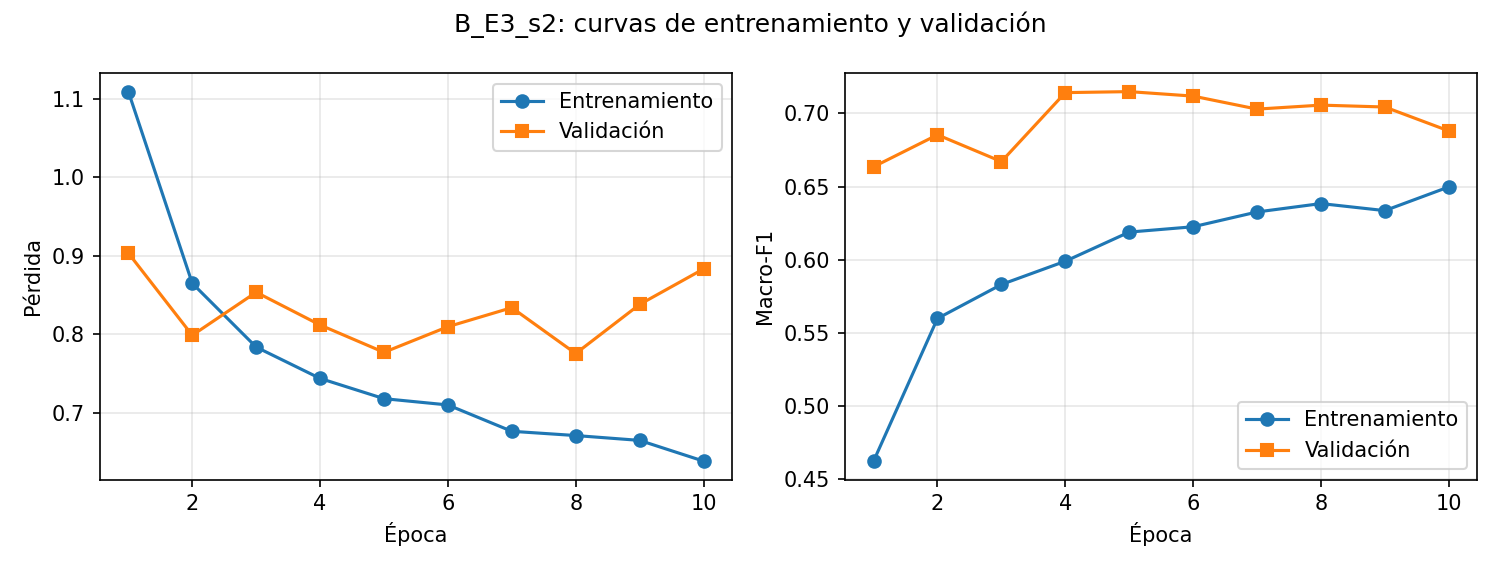 B_E3_s2: curvas de entrenamiento y validación
Pérdida
1.1
1.0
0.9
0.8
0.7
2
4
6
8
10
Época
Entrenamiento
Validación
Macro-F1
0.70
0.65
0.60
0.55
0.50
0.45
2
4
6
8
10
Época
Entrenamiento
Validación